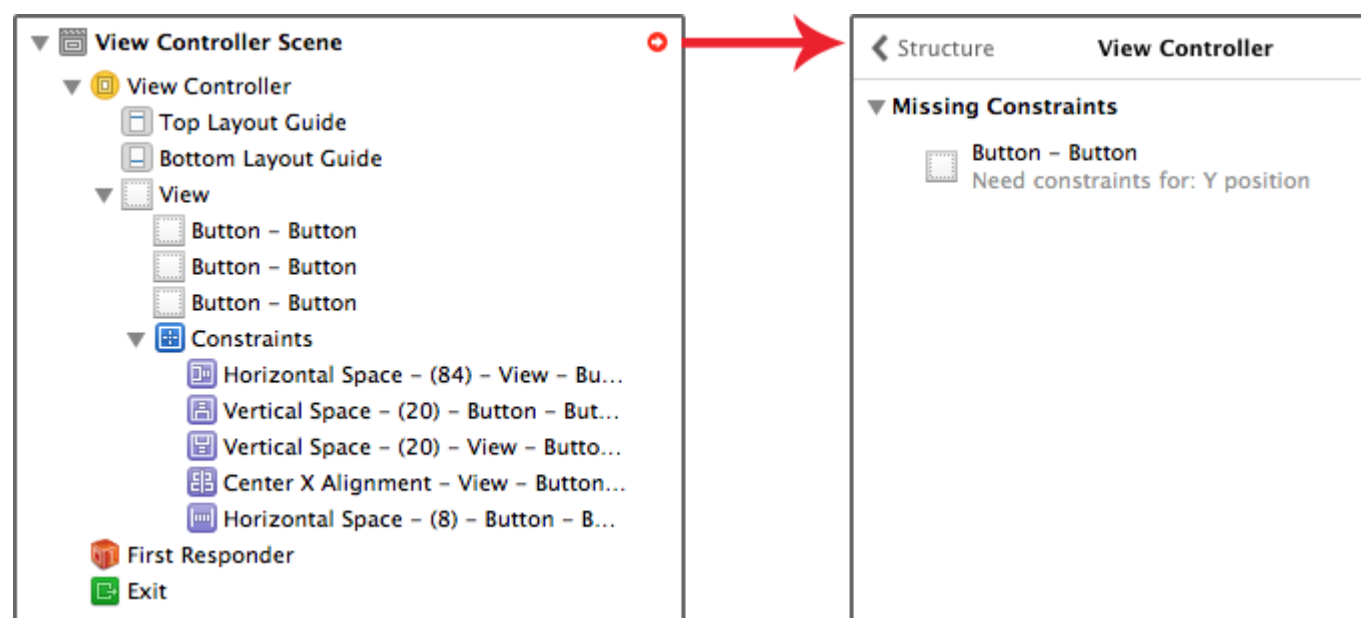 View Controller Scene
View Controller
Top Layout Guide
Bottom Layout Guide
View
Button – Button
Button – Button
Button – Button
Constraints
Horizontal Space – (84) – View – Bu...
Vertical Space – (20) – Button – But...
Vertical Space – (20) – View – Butto...
Center X Alignment – View – Button...
Horizontal Space – (8) – Button – B...
First Responder
Exit
Structure View Controller
Missing Constraints
Button – Button
Need constraints for: Y position